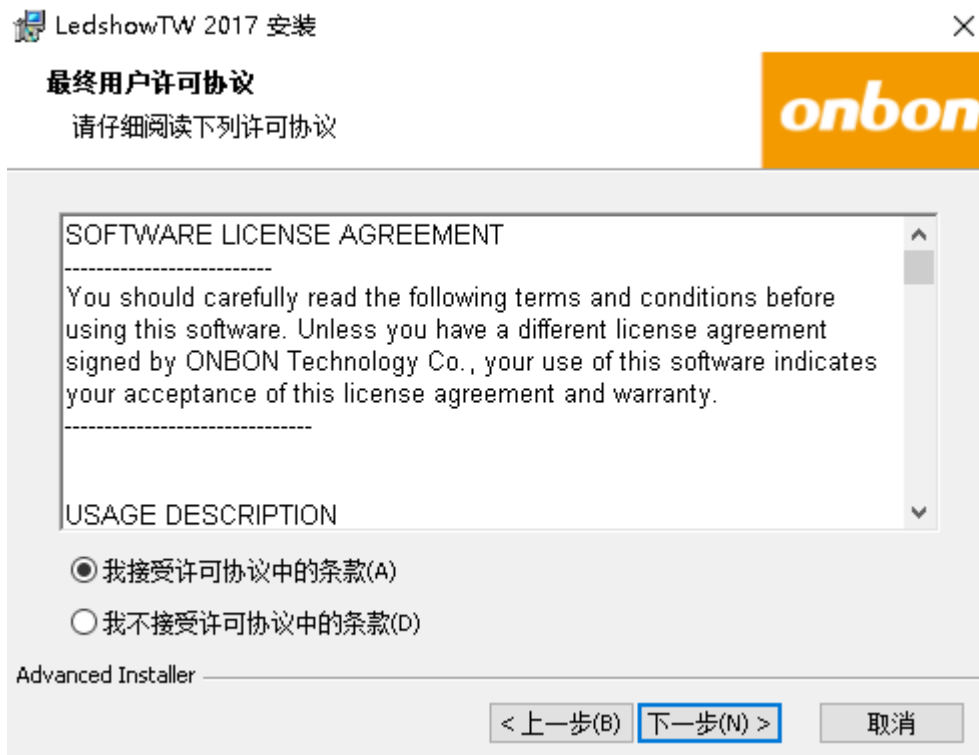 LedshowTW 2017 安装
最终用户许可协议
请仔细阅读下列许可协议
onbon
SOFTWARE LICENSE AGREEMENT
--------------------------
You should carefully read the following terms and conditions before
using this software. Unless you have a different license agreement
signed by ONBON Technology Co., your use of this software indicates
your acceptance of this license agreement and warranty.
-------------------------------
USAGE DESCRIPTION
我接受许可协议中的条款(A)
我不接受许可协议中的条款(D)
Advanced Installer
< 上一步(B) 下一步(N) > 取消